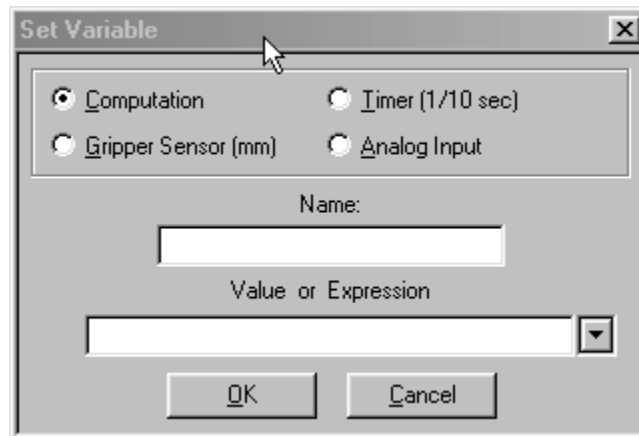 Set Variable
Computation
Timer (1/10 sec)
Gripper Sensor (mm)
Analog Input
Name:
Value or Expression
OK
Cancel